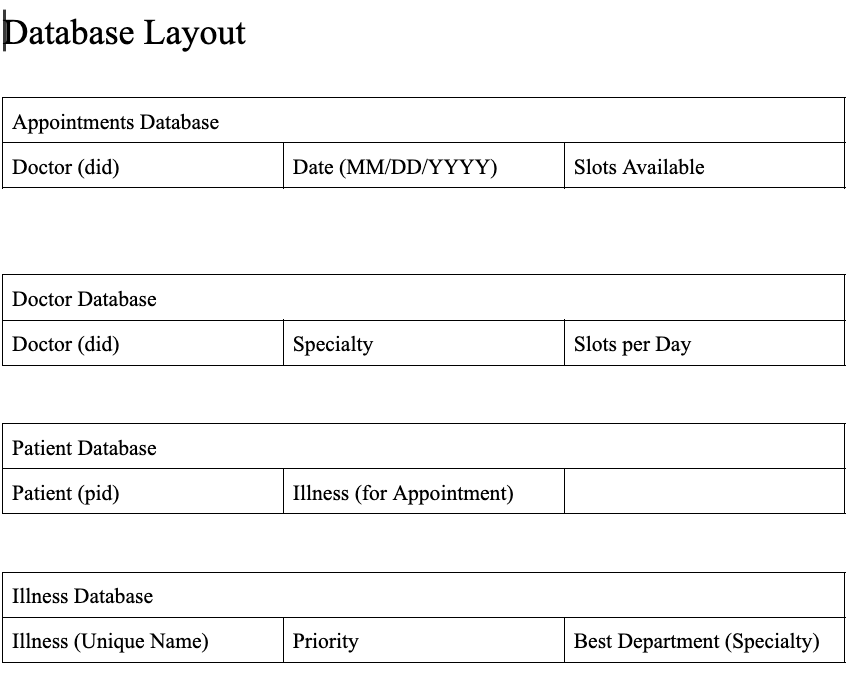 Database Layout
Appointments Database
Doctor (did) Date (MM/DD/YYYY) Slots Available
Doctor Database
Doctor (did) Specialty Slots per Day
Patient Database
Patient (pid) Illness (for Appointment)
Illness Database
Illness (Unique Name) Priority Best Department (Specialty)